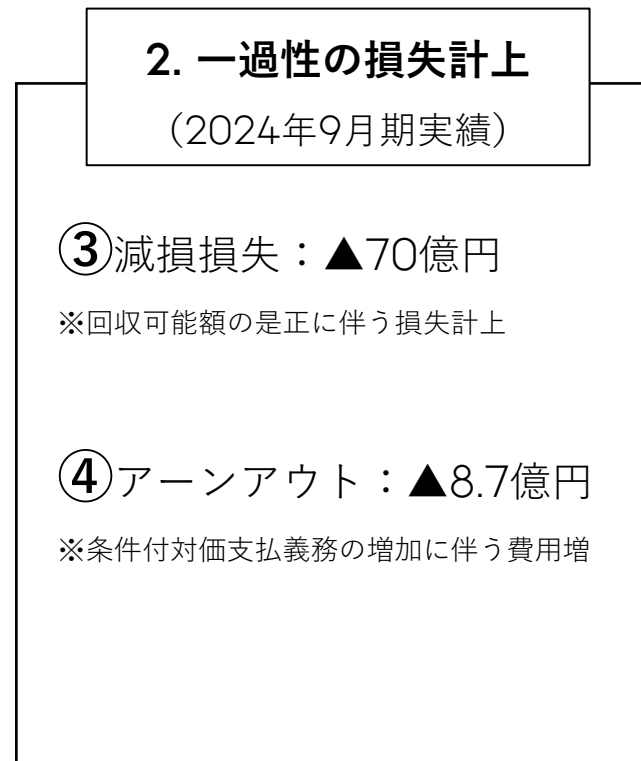 2. 一過性の損失計上
（2024年9月期実績）
③減損損失：▲70億円
※回収可能額の是正に伴う損失計上
④アーンアウト：▲8.7億円
※条件付対価支払義務の増加に伴う費用増